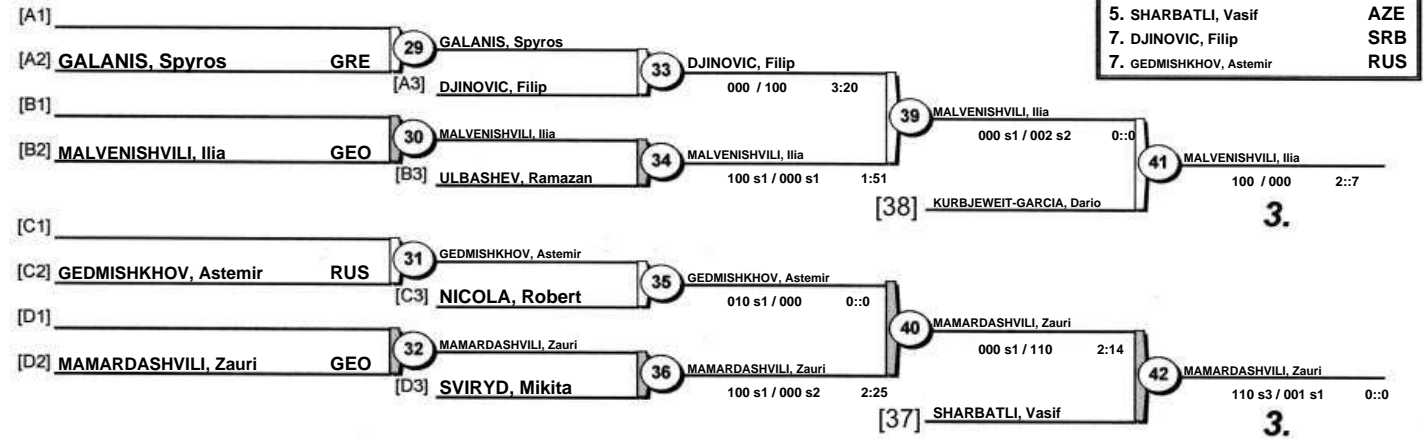 5. SHARBATLI, Vasif AZE
7. DJINOVIC, Filip SRB
7. GEDMISHKHOV, Astemir RUS
[A1]
[A2] GALANIS, Spyros GRE
29
GALANIS, Spyros
[A3] DJINOVIC, Filip
33
DJINOVIC, Filip
000 / 100 3:20
[B1]
[B2] MALVENISHVILI, Ilia GEO
30
MALVENISHVILI, Ilia
[B3] ULBASHEV, Ramazan
34
MALVENISHVILI, Ilia
100 s1 / 000 s1 1:51
39
MALVENISHVILI, Ilia
000 s1 / 002 s2 0::0
[38] KURBJEWEIT-GARCIA, Dario
41
MALVENISHVILI, Ilia
100 / 000 2::7
3.
[C1]
[C2] GEDMISHKHOV, Astemir RUS
31
GEDMISHKHOV, Astemir
[C3] NICOLA, Robert
35
GEDMISHKHOV, Astemir
010 s1 / 000 0::0
[D1]
[D2] MAMARDASHVILI, Zauri GEO
32
MAMARDASHVILI, Zauri
[D3] SVIRYD, Mikita
36
MAMARDASHVILI, Zauri
100 s1 / 000 s2 2:25
40
MAMARDASHVILI, Zauri
000 s1 / 110 2:14
[37] SHARBATLI, Vasif
42
MAMARDASHVILI, Zauri
110 s3 / 001 s1 0::0
3.